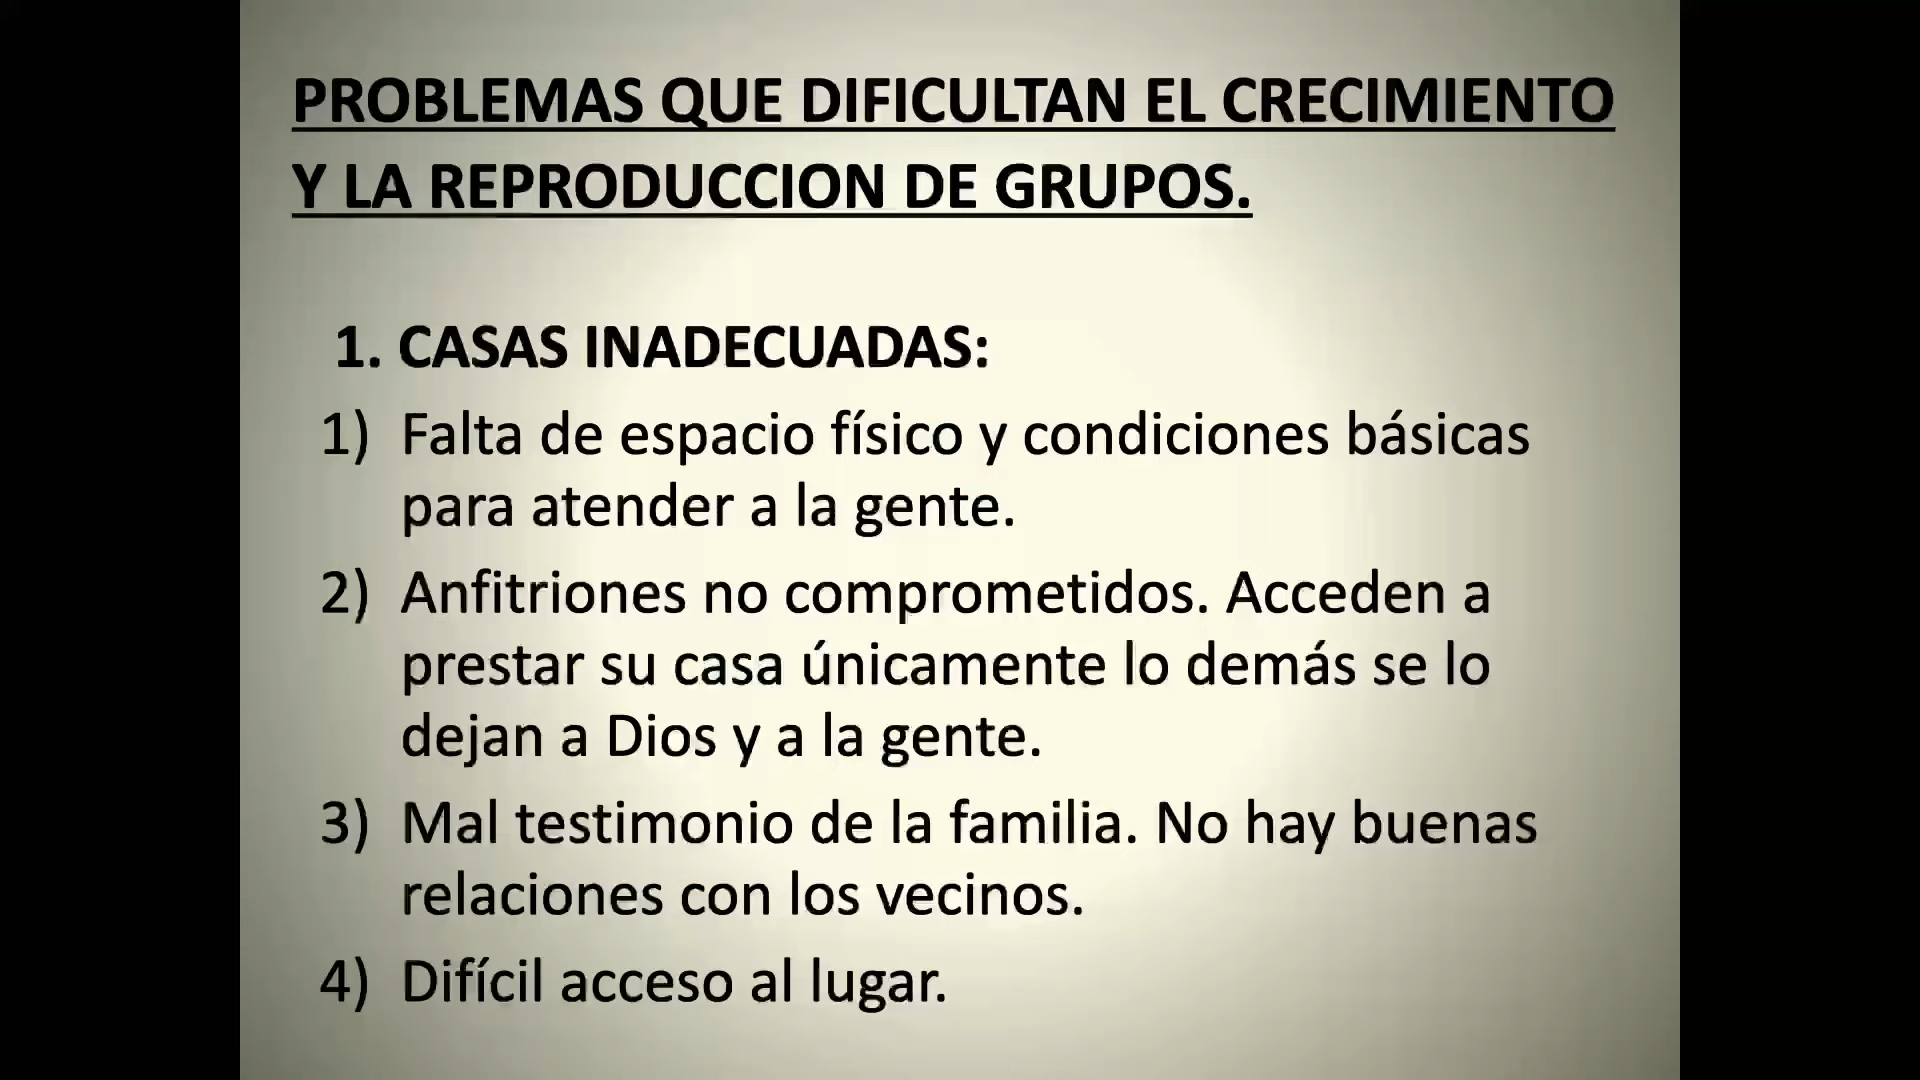 PROBLEMAS QUE DIFICULTAN EL CRECIMIENTO
Y LA REPRODUCCION DE GRUPOS.
1. CASAS INADECUADAS:
1) Falta de espacio físico y condiciones básicas
para atender a la gente.
2) Anfitriones no comprometidos. Acceden a
prestar su casa únicamente lo demás se lo
dejan a Dios y a la gente.
3) Mal testimonio de la familia. No hay buenas
relaciones con los vecinos.
4) Difícil acceso al lugar.